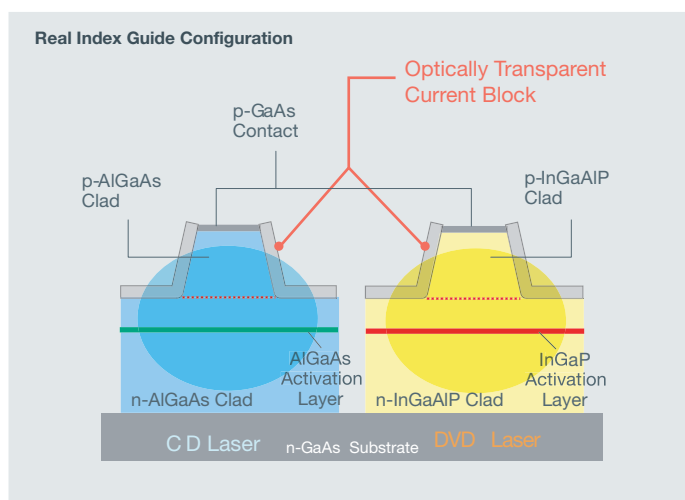 Real Index Guide Configuration
Optically Transparent
Current Block
p-GaAs
Contact
p-AlGaAs
Clad
p-InGaAlP
Clad
AlGaAs
Activation
Layer
n-AlGaAs Clad
InGaP
Activation
Layer
n-InGaAlP Clad
CD Laser
n-GaAs Substrate
DVD Laser